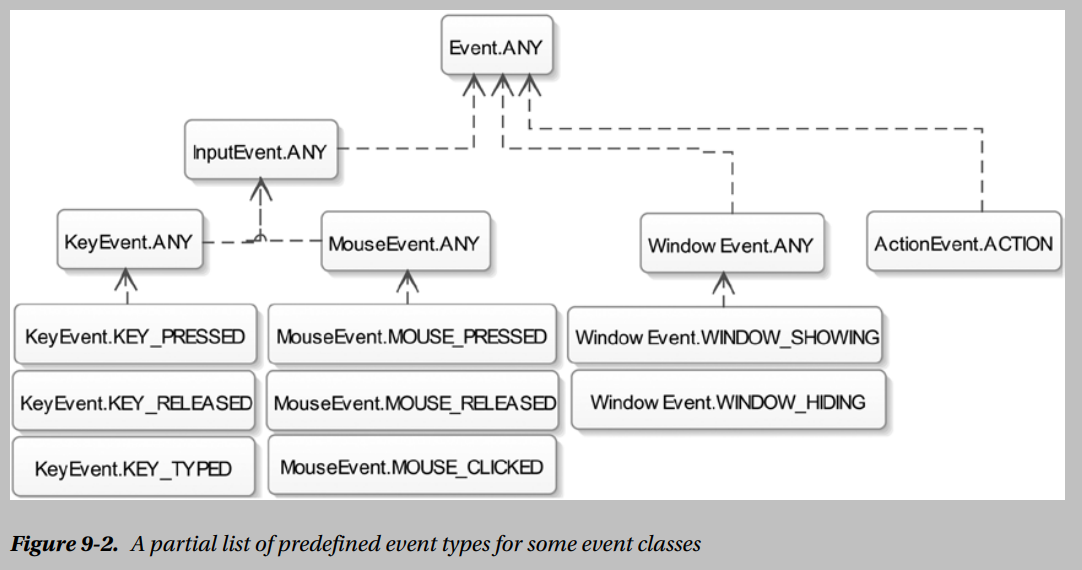 Event.ANY
InputEvent.ANY
KeyEvent.ANY
MouseEvent.ANY
Window Event.ANY
ActionEvent.ACTION
KeyEvent.KEY_PRESSED
MouseEvent.MOUSE_PRESSED
Window Event.WINDOW_SHOWING
KeyEvent.KEY_RELEASED
MouseEvent.MOUSE_RELEASED
Window Event.WINDOW_HIDING
KeyEvent.KEY_TYPED
MouseEvent.MOUSE_CLICKED
Figure 9-2. A partial list of predefined event types for some event classes